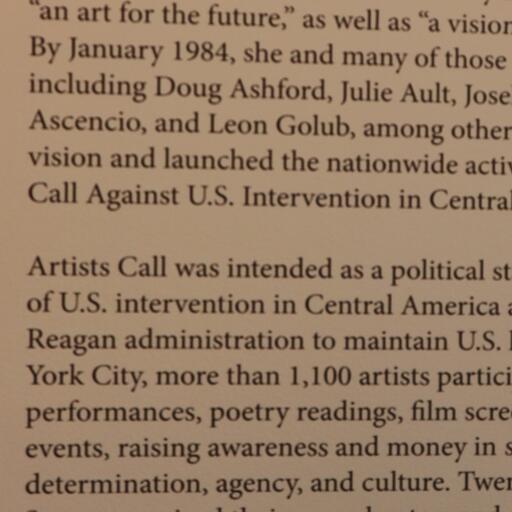 "an art for the future," as well as "a vision
By January 1984, she and many of those
including Doug Ashford, Julie Ault, Jose
Ascencio, and Leon Golub, among other
vision and launched the nationwide activ
Call Against U.S. Intervention in Central
Artists Call was intended as a political st
of U.S. intervention in Central America a
Reagan administration to maintain U.S.
York City, more than 1,100 artists partici
performances, poetry readings, film scre
events, raising awareness and money in s
determination, agency, and culture. Twen